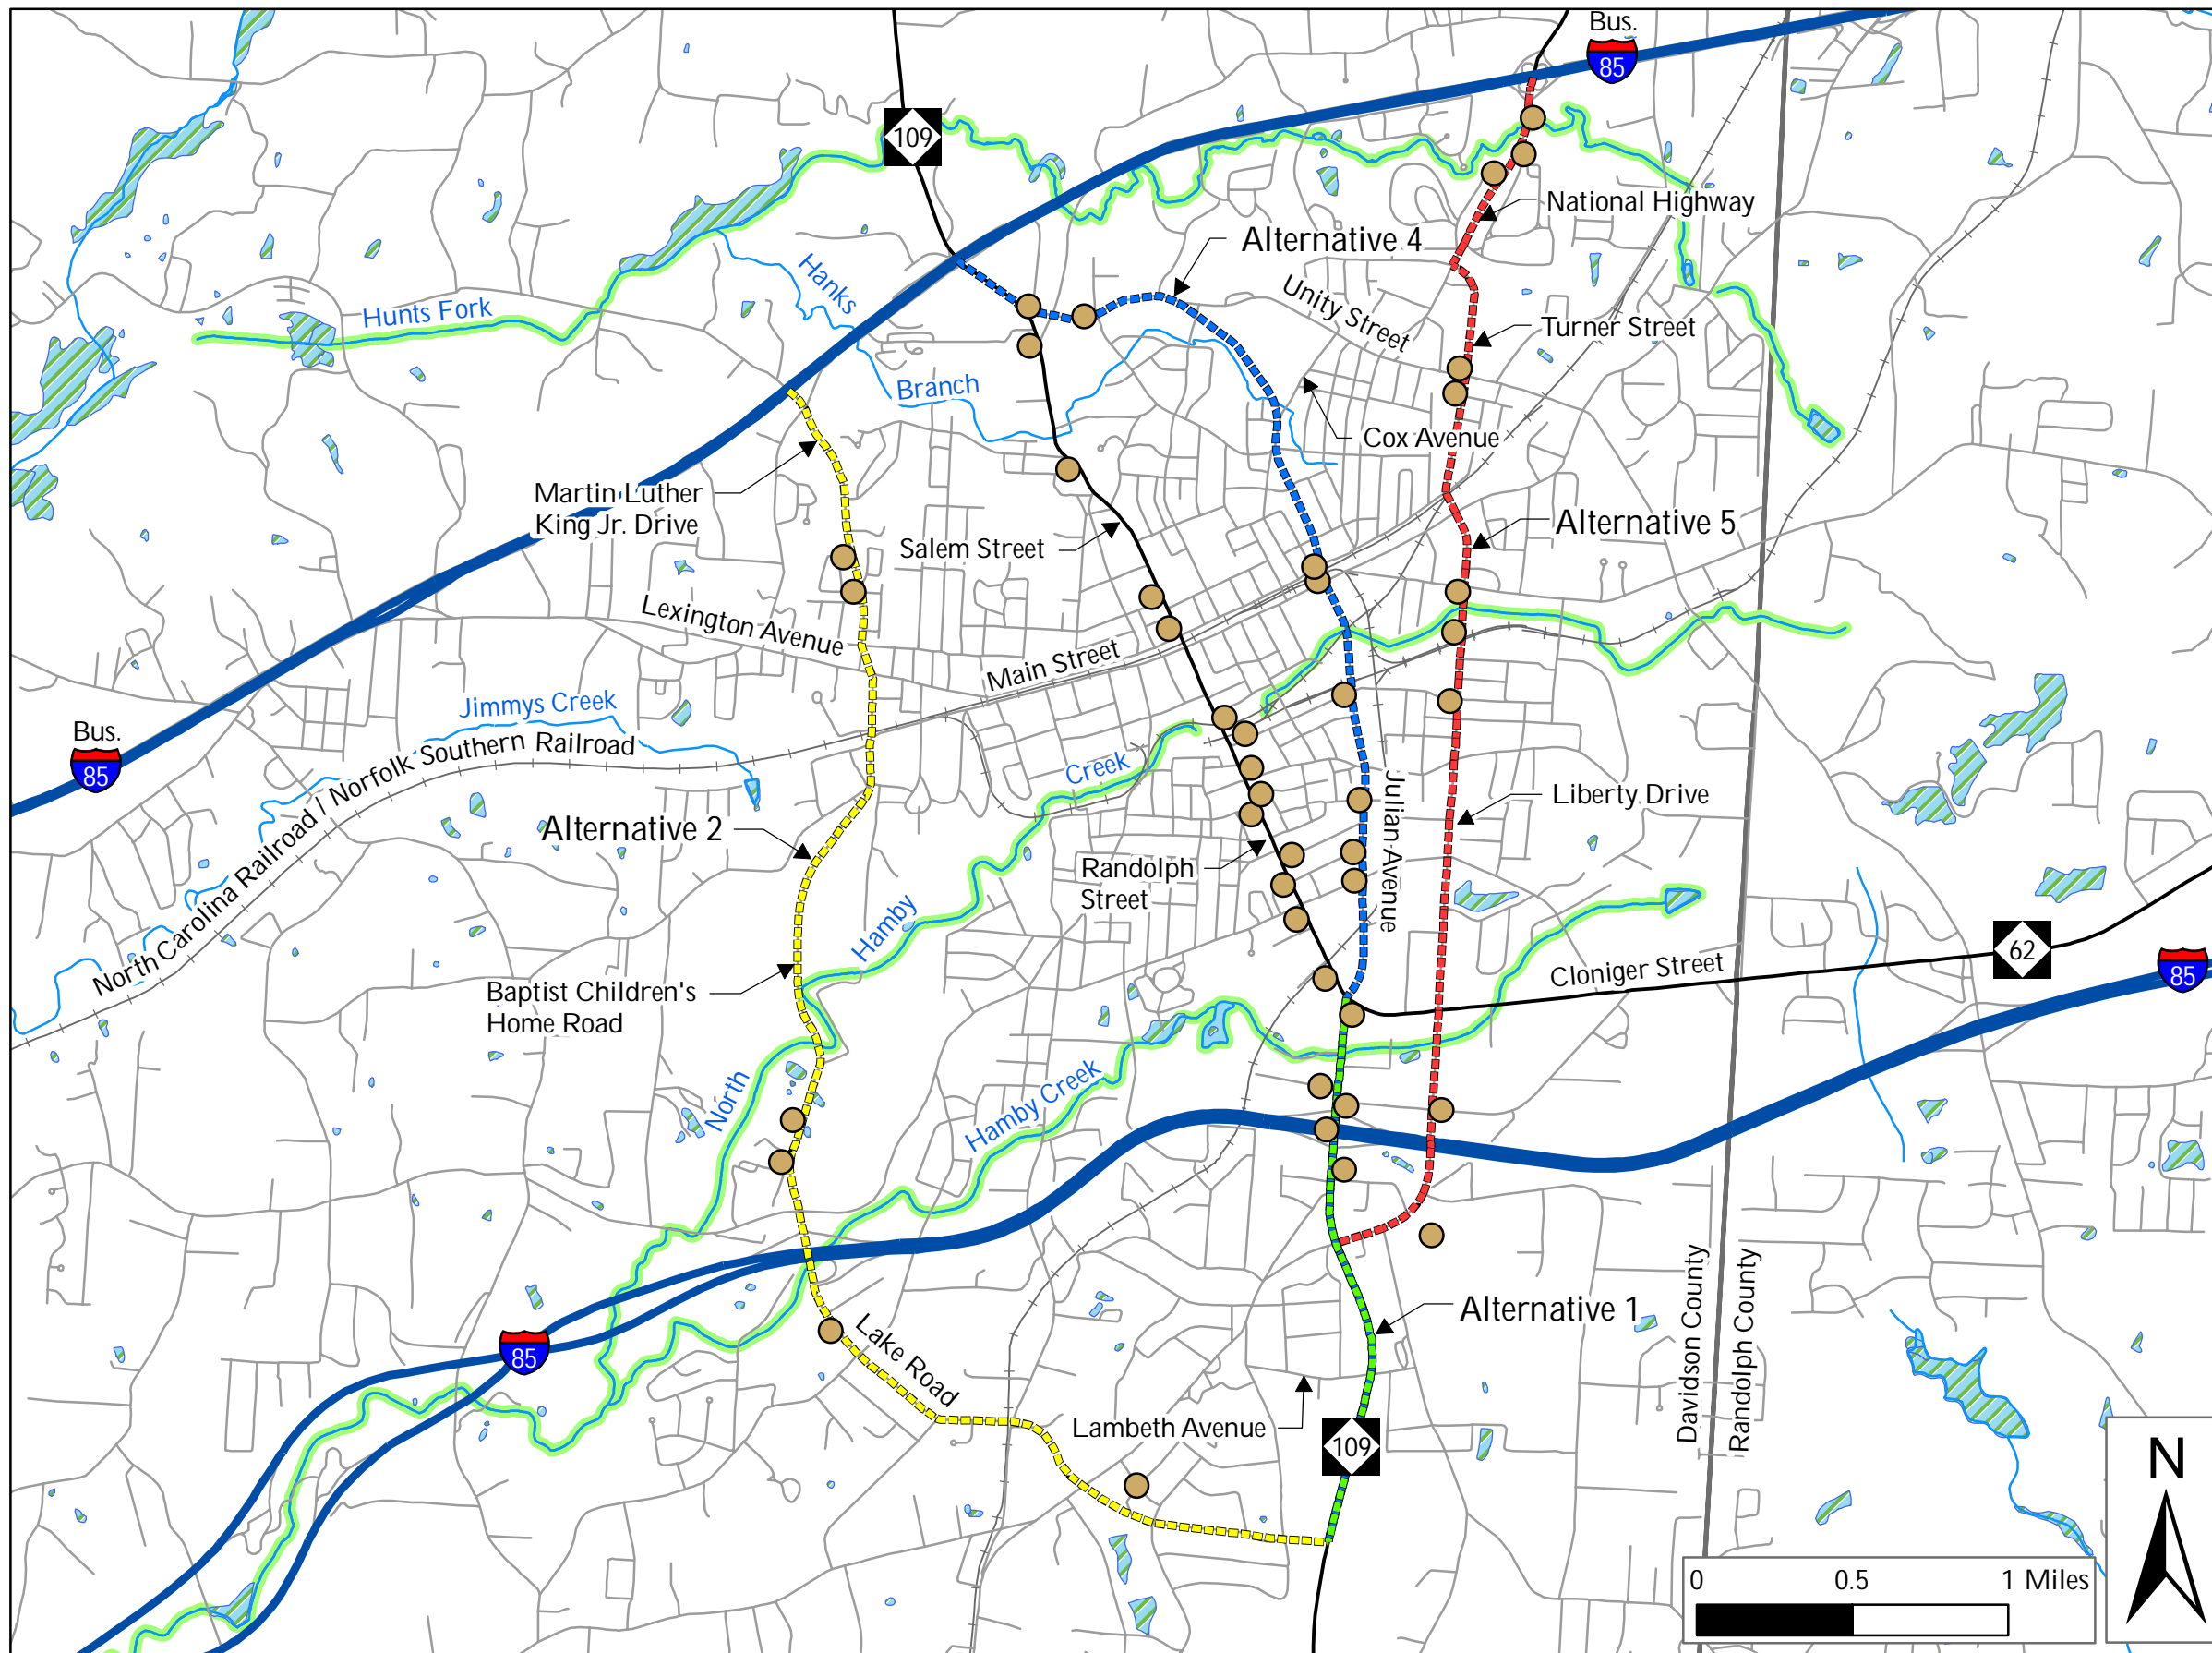 Bus.
85
109
National Highway
Alternative 4
Hanks
Unity Street
Hunts Fork
Turner Street
Branch
Cox Avenue
Martin Luther
King Jr. Drive
Alternative 5
Salem Street
Lexington Avenue
Main Street
Jimmys Creek
Bus.
85
North Carolina Railroad / Norfolk Southern Railroad
Creek
Julian Avenue
Liberty Drive
Alternative 2
Randolph
Street
Hamby
62
85
Cloniger Street
Baptist Children's
Home Road
North
Hamby Creek
Davidson County
Randolph County
Alternative 1
85
Lake Road
Lambeth Avenue
109
N
0 0.5 1 Miles